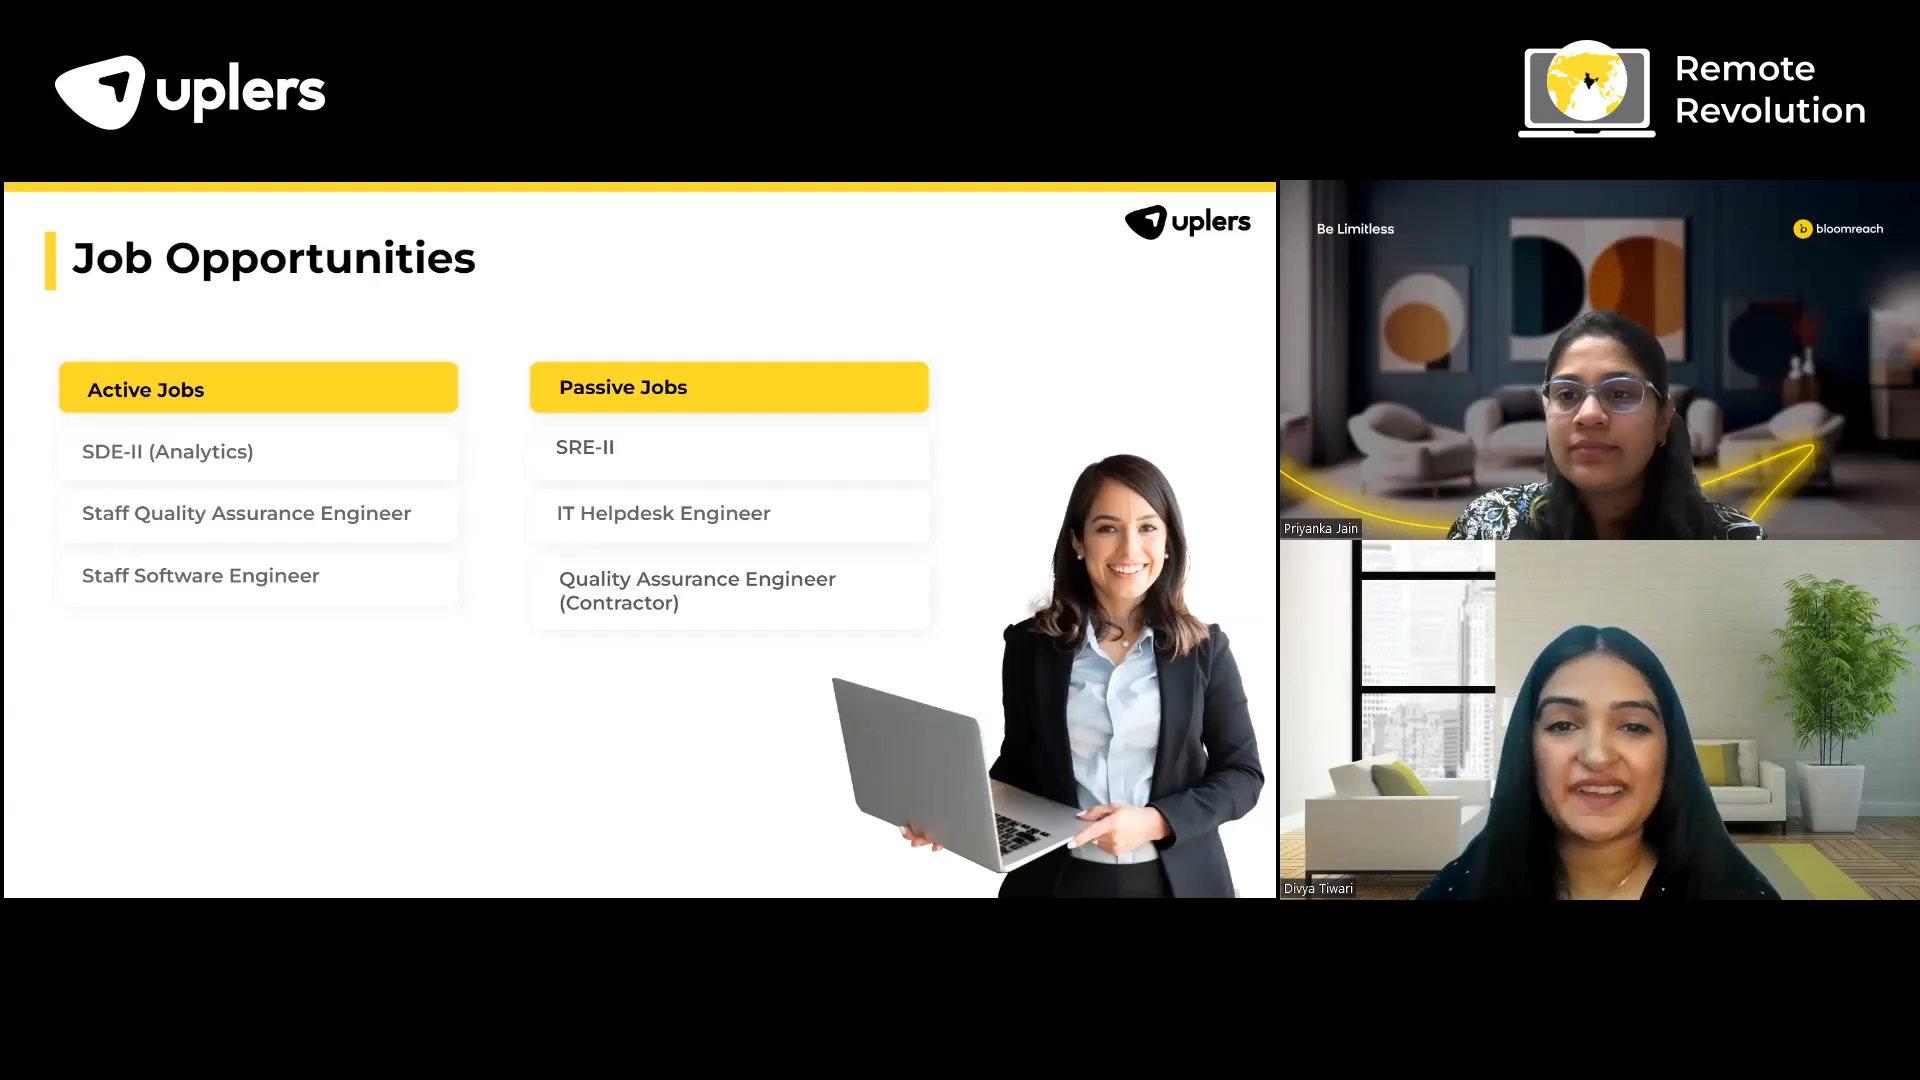 uplers
Remote
Revolution
uplers
Job Opportunities
Active Jobs
SDE-II (Analytics)
Staff Quality Assurance Engineer
Staff Software Engineer
Passive Jobs
SRE-II
IT Helpdesk Engineer
Quality Assurance Engineer
(Contractor)
Be Limitless
bloomreach
Priyanka Jain
Divya Tiwari